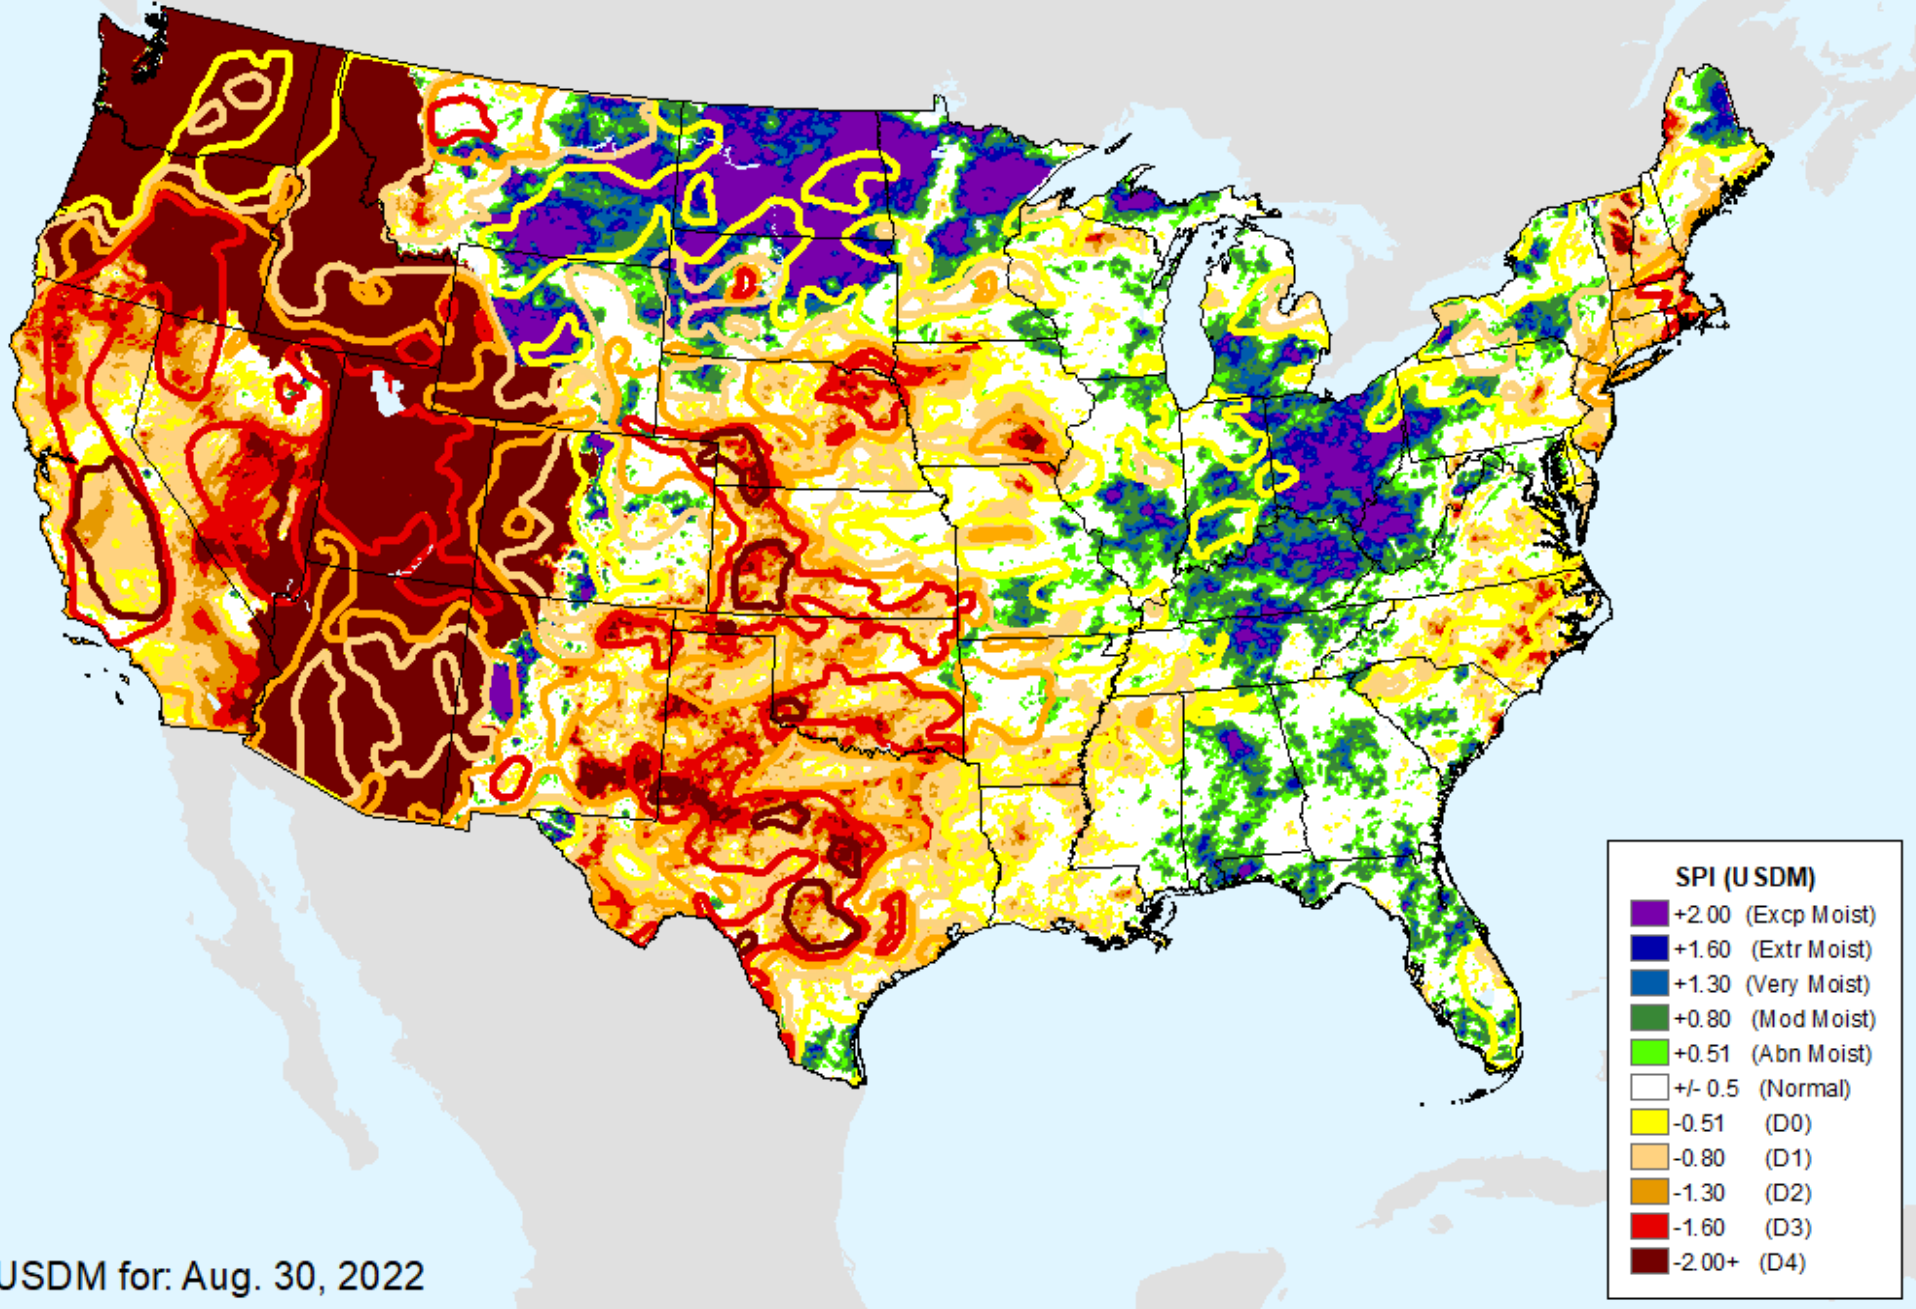 SPI (USDM)
+2.00 (Excp Moist)
+1.60 (Extr Moist)
+1.30 (Very Moist)
+0.80 (Mod Moist)
+0.51 (Abn Moist)
+/- 0.5 (Normal)
-0.51 (D0)
-0.80 (D1)
-1.30 (D2)
-1.60 (D3)
-2.00+ (D4)
USDM for: Aug. 30, 2022